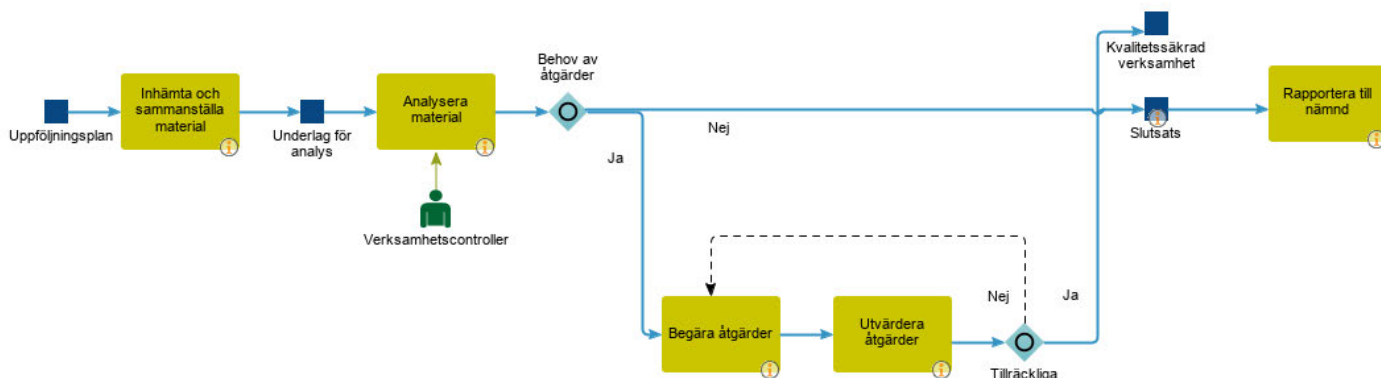 Uppföljningsplan
Inhämta och
sammanställa
material
Underlag för
analys
Analysera
material
Verksamhetscontroller
Behov av
åtgärder
Nej
Ja
Begära åtgärder
Utvärdera
åtgärder
Nej
Ja
Tillräckliga
Kvalitetssäkrad
verksamhet
Slutsats
Rapportera till
nämnd